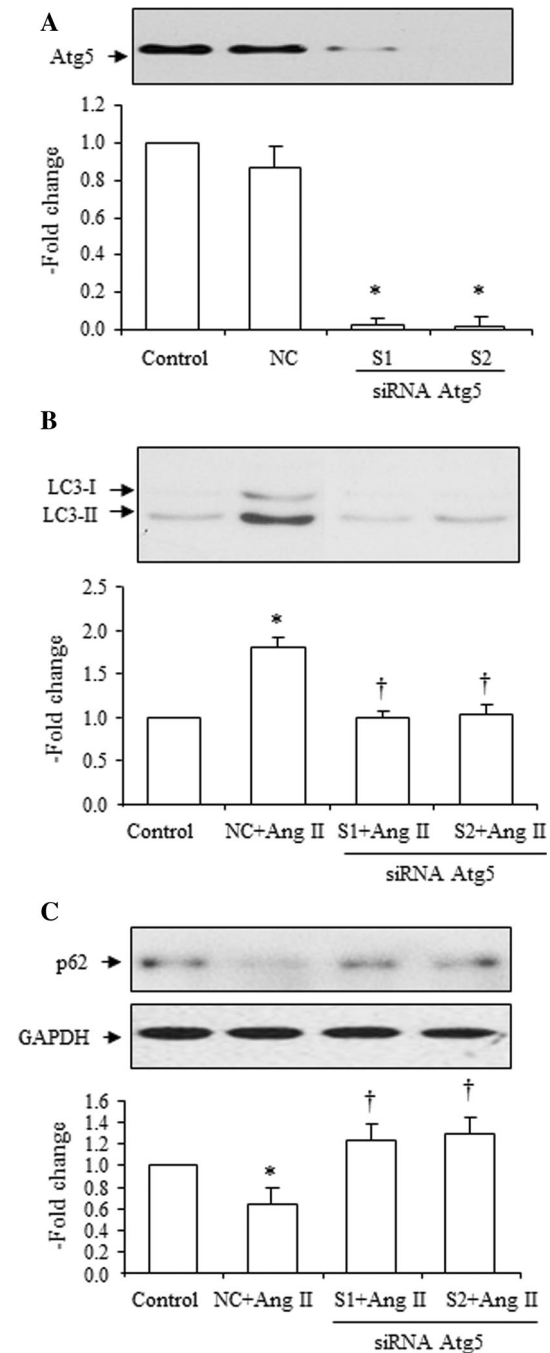 A
Atg5
1.2
1.0
0.8
0.6
0.4
0.2
0.0
-Fold change
* *
Control NC S1 S2
siRNA Atg5
B
LC3-I
LC3-II
2.5
2.0
1.5
1.0
0.5
0.0
-Fold change
* † †
Control NC+Ang II S1+Ang II S2+Ang II
siRNA Atg5
C
p62
GAPDH
1.6
1.4
1.2
1.0
0.8
0.6
0.4
0.2
0.0
-Fold change
* † †
Control NC+Ang II S1+Ang II S2+Ang II
siRNA Atg5